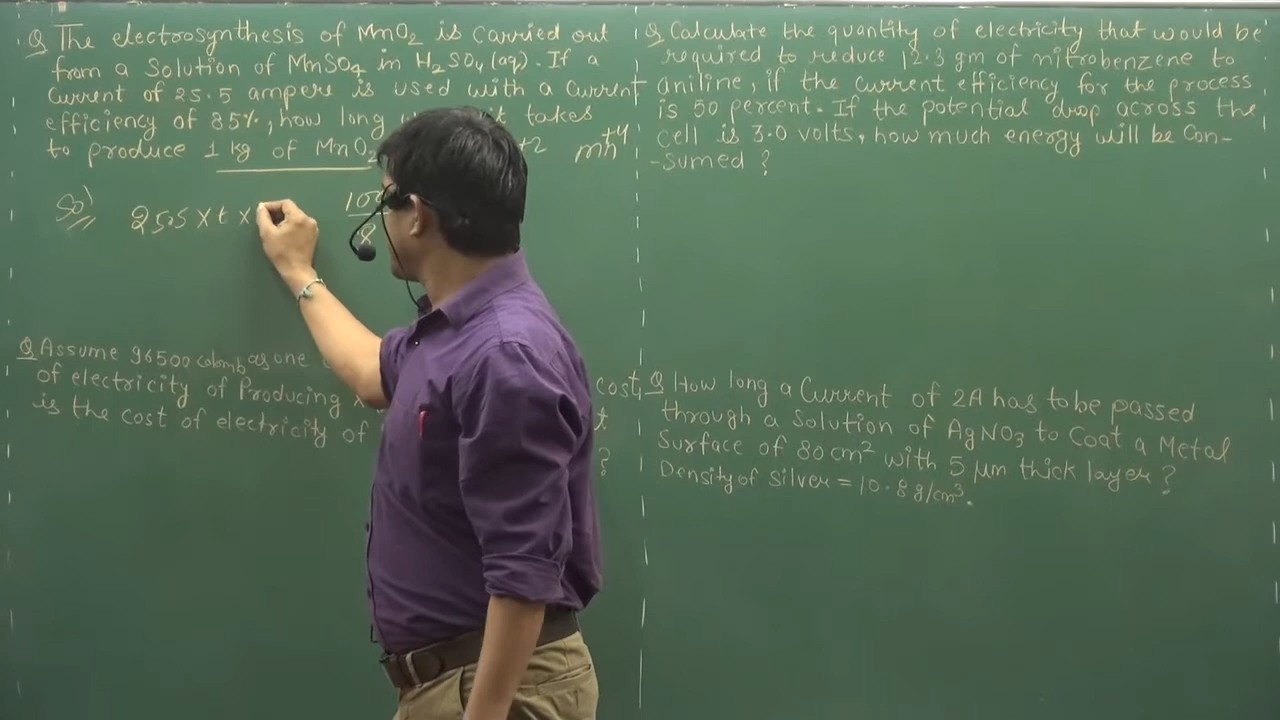 Q The electrosynthesis of MnO2 is carried out
from a Solution of MnSO4 in H2SO4 (aq). If a
Current of 25.5 ampere is used with a current
efficiency of 85%, how long takes
to produce 1 kg of MnO2 +2 Mn+4
Sol 25.5 × t ×
Q Assume 96500 Colomb as one cost,
of electricity of Producing
is the cost of electricity of
?
Q Calculate the quantity of electricity that would be
required to reduce 12.3 gm of nitrobenzene to
aniline, if the current efficiency for the process
is 50 percent. If the potential drop across the
cell is 3.0 volts, how much energy will be Con-
-sumed ?
Q How long a Current of 2A has to be passed
through a Solution of AgNO3 to Coat a Metal
Surface of 80 cm2 with 5 μm thick layer?
Density of Silver = 10.8 g/cm3.